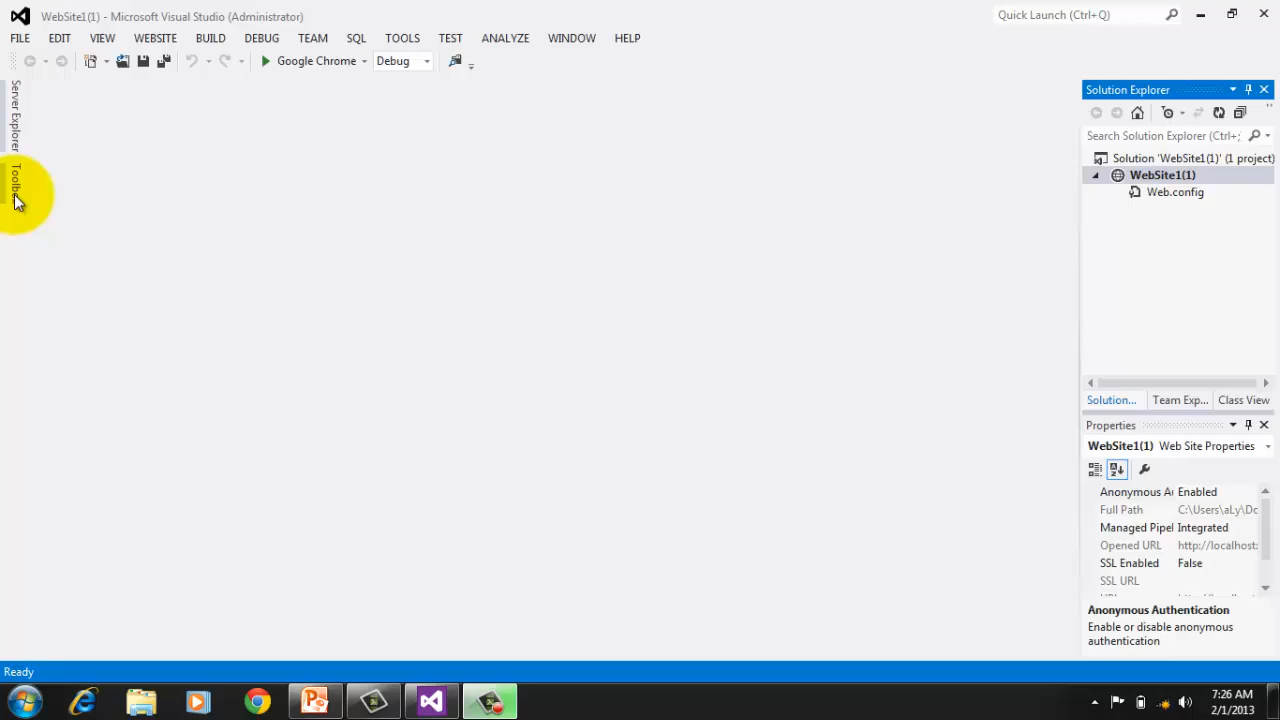 WebSite1(1) - Microsoft Visual Studio (Administrator)
Quick Launch (Ctrl+Q)
FILE EDIT VIEW WEBSITE BUILD DEBUG TEAM SQL TOOLS TEST ANALYZE WINDOW HELP
Google Chrome Debug
Server Explorer
Solution Explorer
Search Solution Explorer (Ctrl+;
Solution 'WebSite1(1)' (1 project)
WebSite1(1)
Web.config
Solution... Team Exp... Class View
Properties
WebSite1(1) Web Site Properties
Anonymous Au Enabled
Full Path C:\Users\aLy\Dc
Managed Pipel Integrated
Opened URL http://localhost:
SSL Enabled False
SSL URL
Anonymous Authentication
Enable or disable anonymous
authentication
Ready
7:26 AM
2/1/2013